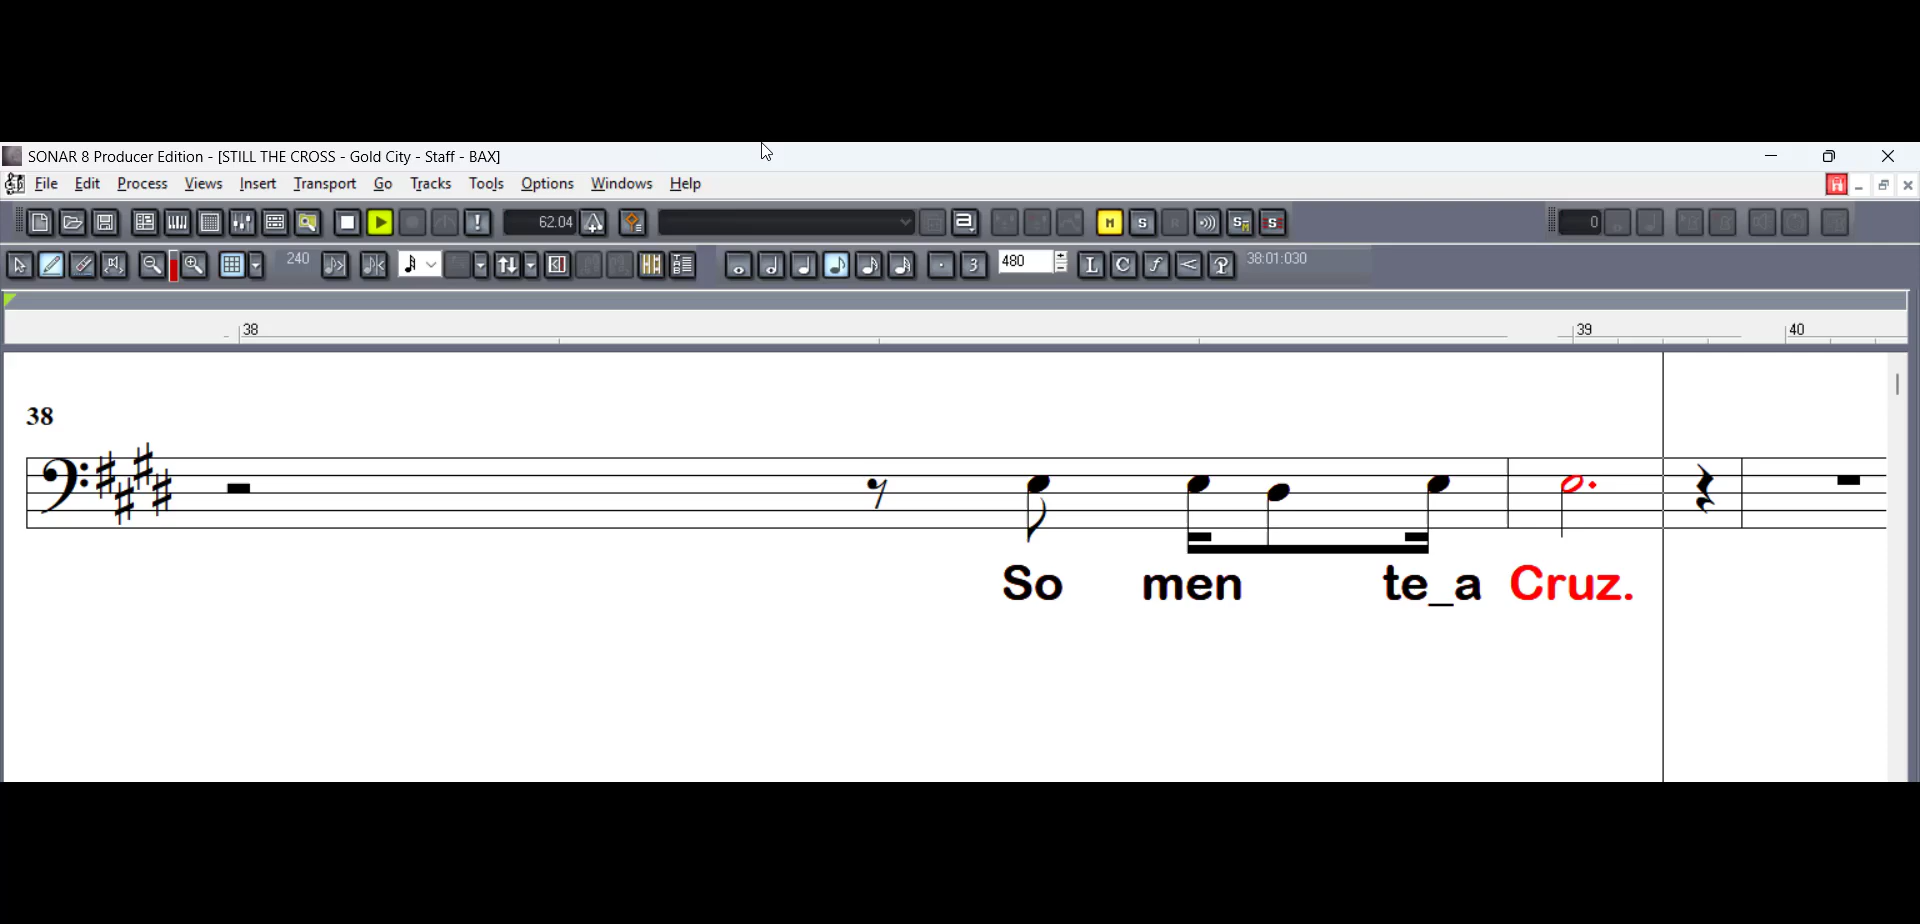 SONAR 8 Producer Edition - [STILL THE CROSS - Gold City - Staff - BAX]
File Edit Process Views Insert Transport Go Tracks Tools Options Windows Help
62.04 a M S R 0
240 3 480 L C f 38:01:030
38 39 40
38
So men te_a Cruz.